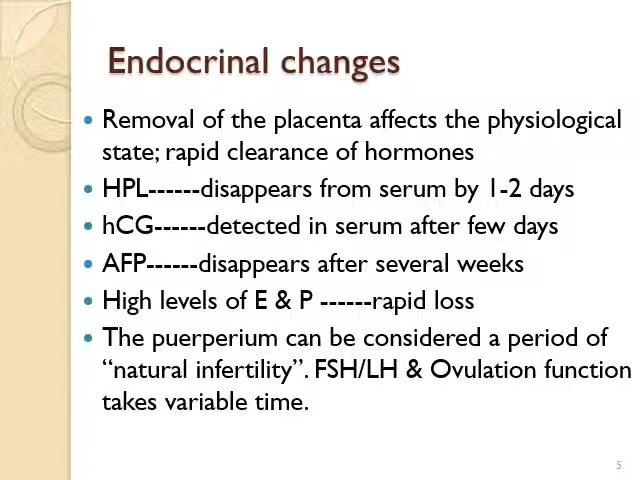 Endocrinal changes
• Removal of the placenta affects the physiological
state; rapid clearance of hormones
• HPL------disappears from serum by 1-2 days
• hCG------detected in serum after few days
• AFP------disappears after several weeks
• High levels of E & P ------rapid loss
• The puerperium can be considered a period of
“natural infertility”. FSH/LH & Ovulation function
takes variable time.
5